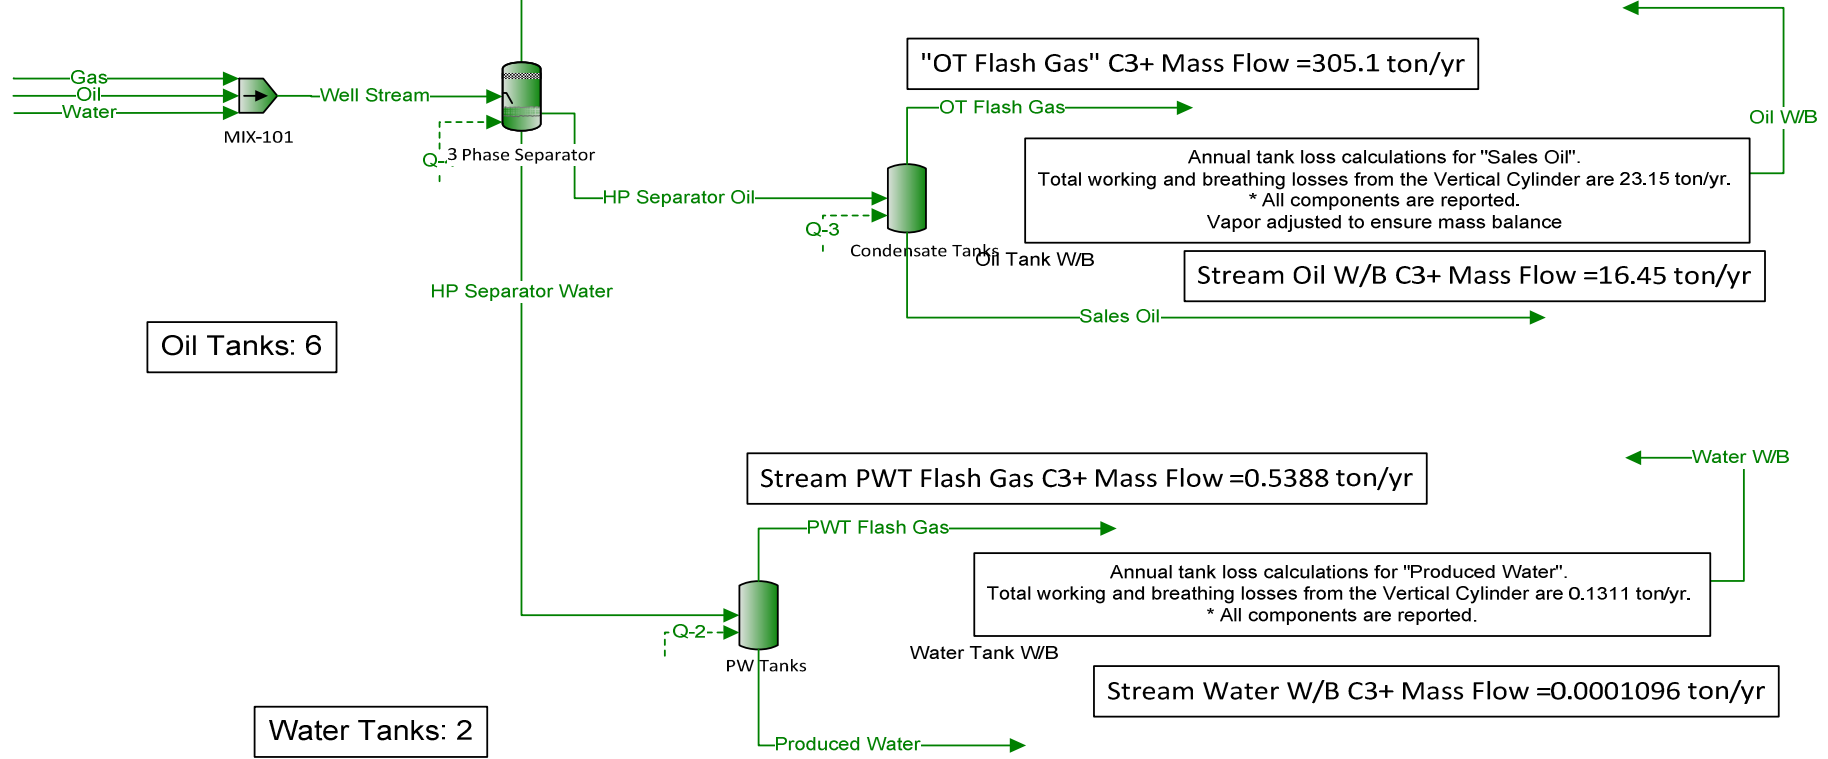 "OT Flash Gas" C3+ Mass Flow =305.1 ton/yr
Gas
Oil
Water
MIX-101
Well Stream
Q-
3 Phase Separator
OT Flash Gas
Oil W/B
Annual tank loss calculations for "Sales Oil".
Total working and breathing losses from the Vertical Cylinder are 23.15 ton/yr.
* All components are reported.
Vapor adjusted to ensure mass balance
HP Separator Oil
Q-3
Condensate Tanks
Oil Tank W/B
Stream Oil W/B C3+ Mass Flow =16.45 ton/yr
HP Separator Water
Sales Oil
Oil Tanks: 6
Water W/B
Stream PWT Flash Gas C3+ Mass Flow =0.5388 ton/yr
PWT Flash Gas
Annual tank loss calculations for "Produced Water".
Total working and breathing losses from the Vertical Cylinder are 0.1311 ton/yr.
* All components are reported.
Q-2
PW Tanks
Water Tank W/B
Stream Water W/B C3+ Mass Flow =0.0001096 ton/yr
Water Tanks: 2
Produced Water